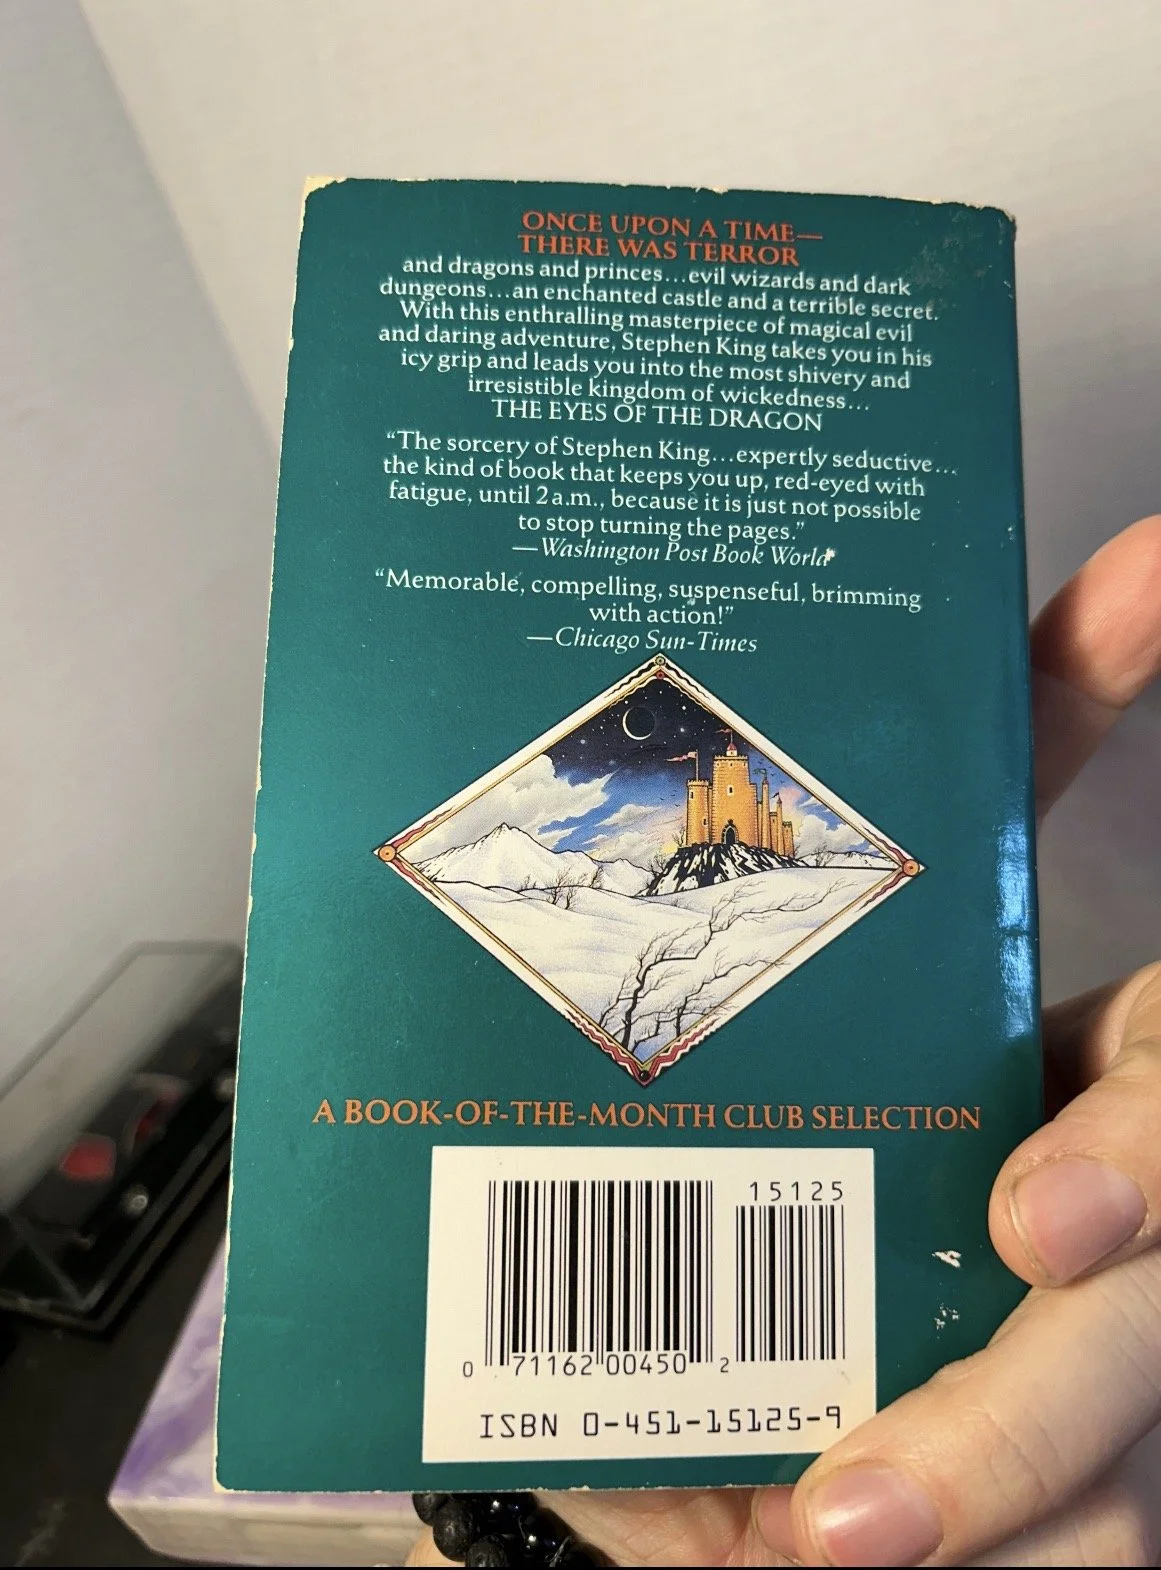 ONCE UPON A TIME—
THERE WAS TERROR
and dragons and princes...evil wizards and dark
dungeons...an enchanted castle and a terrible secret.
With this enthralling masterpiece of magical evil
and daring adventure, Stephen King takes you in his
icy grip and leads you into the most shivery and
irresistible kingdom of wickedness...
THE EYES OF THE DRAGON
“The sorcery of Stephen King...expertly seductive...
the kind of book that keeps you up, red-eyed with
fatigue, until 2 a.m., because it is just not possible
to stop turning the pages.”
—Washington Post Book World
“Memorable, compelling, suspenseful, brimming
with action!”
—Chicago Sun-Times
A BOOK-OF-THE-MONTH CLUB SELECTION
15125
0 71162 00450 2
ISBN 0-451-15125-9